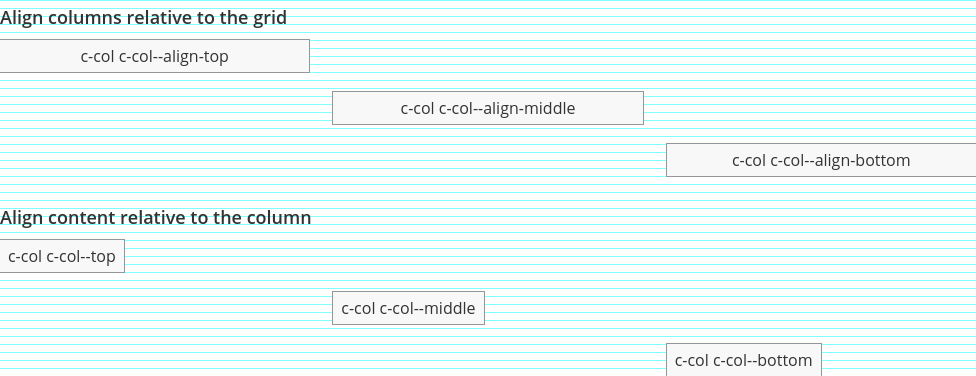 Align columns relative to the grid
c-col c-col--align-top
c-col c-col--align-middle
c-col c-col--align-bottom
Align content relative to the column
c-col c-col--top
c-col c-col--middle
c-col c-col--bottom